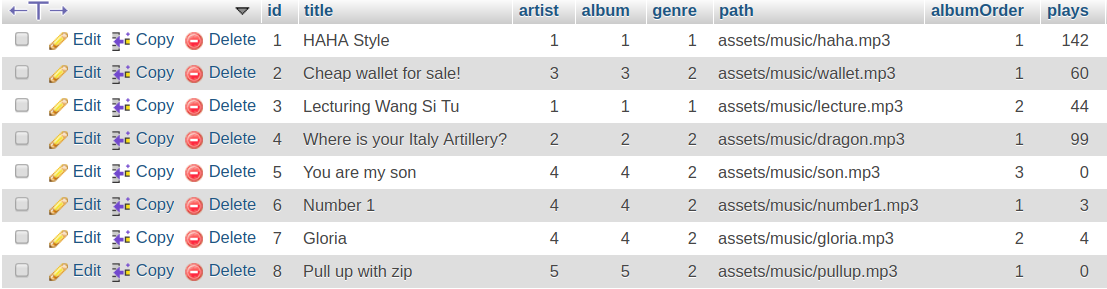 id title artist album genre path albumOrder plays
Edit Copy Delete 1 HAHA Style 1 1 1 assets/music/haha.mp3 1 142
Edit Copy Delete 2 Cheap wallet for sale! 3 3 2 assets/music/wallet.mp3 1 60
Edit Copy Delete 3 Lecturing Wang Si Tu 1 1 1 assets/music/lecture.mp3 2 44
Edit Copy Delete 4 Where is your Italy Artillery? 2 2 2 assets/music/dragon.mp3 1 99
Edit Copy Delete 5 You are my son 4 4 2 assets/music/son.mp3 3 0
Edit Copy Delete 6 Number 1 4 4 2 assets/music/number1.mp3 1 3
Edit Copy Delete 7 Gloria 4 4 2 assets/music/gloria.mp3 2 4
Edit Copy Delete 8 Pull up with zip 5 5 2 assets/music/pullup.mp3 1 0